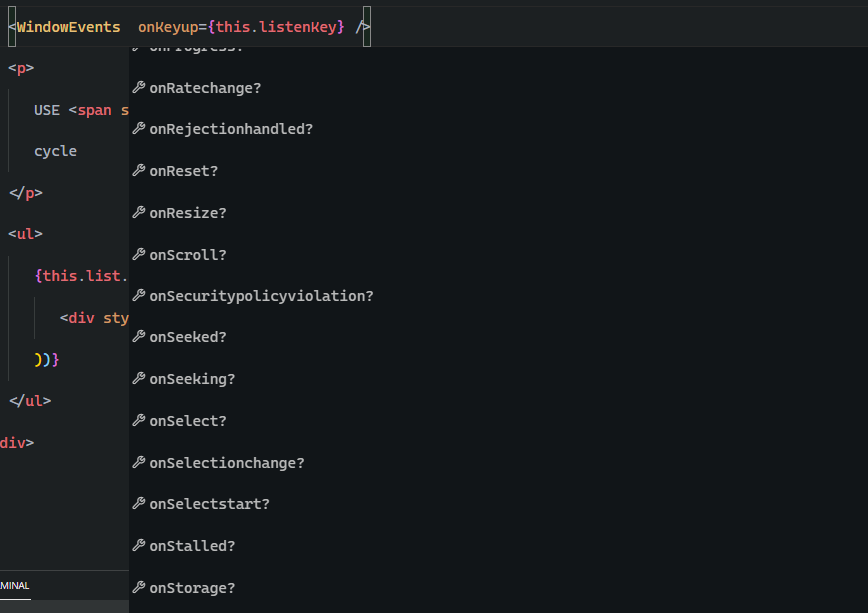 <WindowEvents onKeyup={this.listenKey} />
onProgress?
<p>
onRatechange?
USE <span s
onRejectionhandled?
cycle
onReset?
</p>
onResize?
<ul>
onScroll?
{this.list.
onSecuritypolicyviolation?
<div sty
onSeeked?
))}
onSeeking?
</ul>
onSelect?
div>
onSelectionchange?
onSelectstart?
onStalled?
MINAL
onStorage?